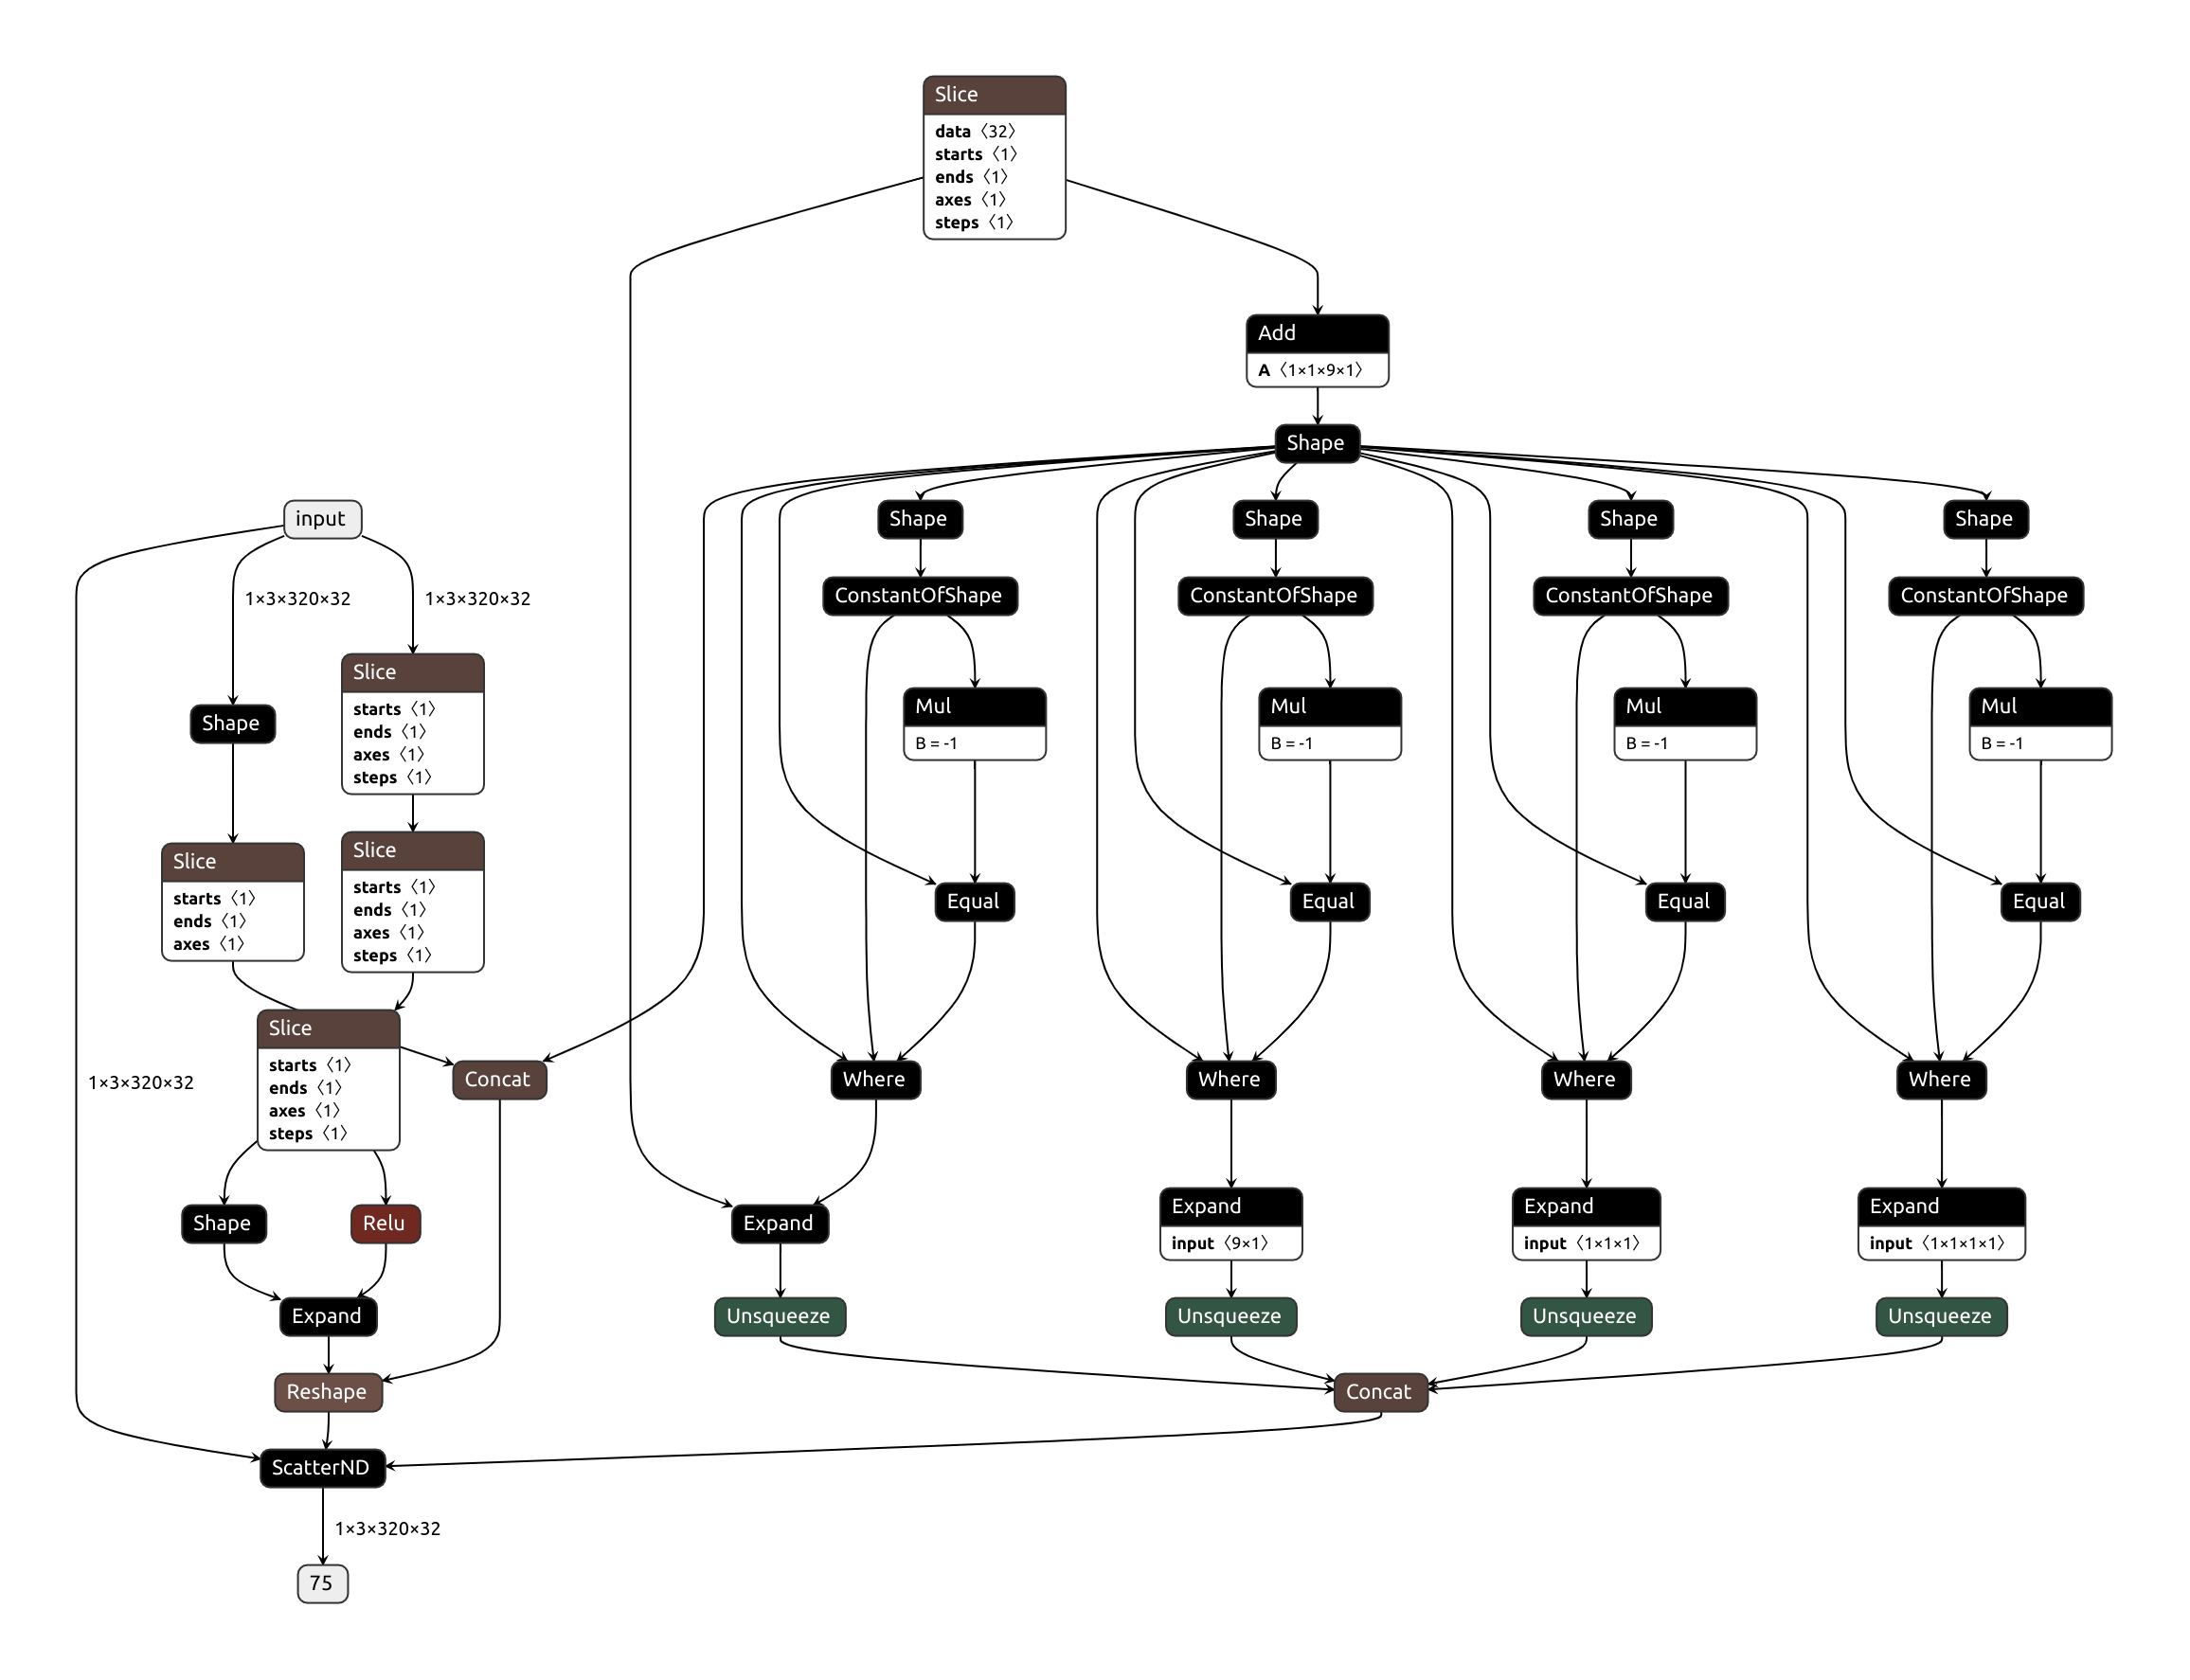 Slice
data〈32〉
starts〈1〉
ends〈1〉
axes〈1〉
steps〈1〉
Add
A〈1×1×9×1〉
Shape
input
Shape
Shape
Shape
Shape
ConstantOfShape
ConstantOfShape
ConstantOfShape
ConstantOfShape
1×3×320×32
1×3×320×32
Slice
starts〈1〉
ends〈1〉
axes〈1〉
steps〈1〉
Shape
Mul
B = -1
Mul
B = -1
Mul
B = -1
Mul
B = -1
Slice
starts〈1〉
ends〈1〉
axes〈1〉
Slice
starts〈1〉
ends〈1〉
axes〈1〉
steps〈1〉
Equal
Equal
Equal
Equal
Slice
starts〈1〉
ends〈1〉
axes〈1〉
steps〈1〉
1×3×320×32
Concat
Where
Where
Where
Where
Shape
Relu
Expand
Expand
input〈9×1〉
Expand
input〈1×1×1〉
Expand
input〈1×1×1×1〉
Expand
Unsqueeze
Unsqueeze
Unsqueeze
Unsqueeze
Reshape
Concat
ScatterND
1×3×320×32
75